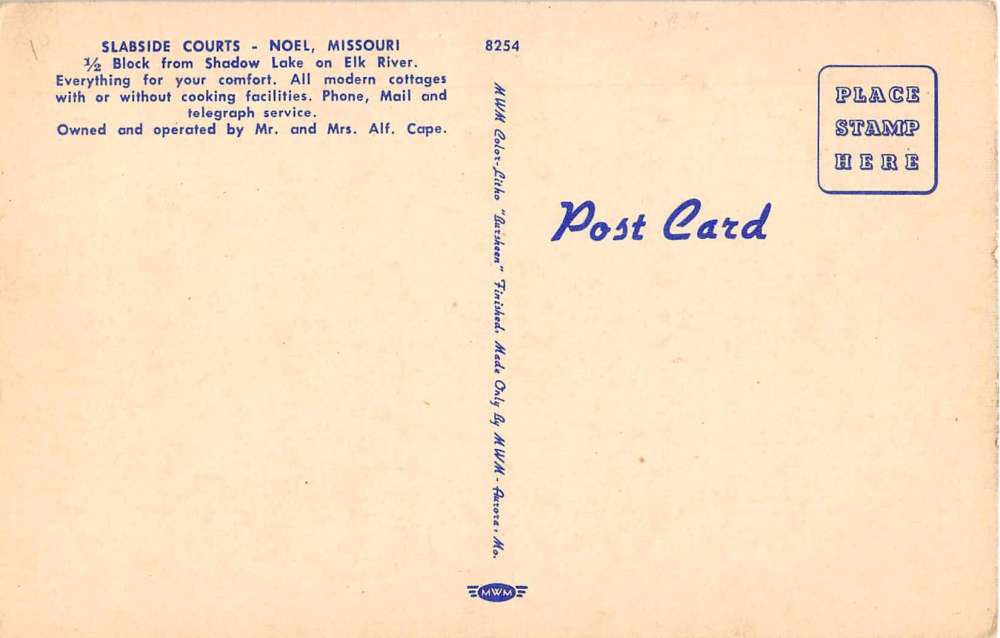 SLABSIDE COURTS - NOEL, MISSOURI
½ Block from Shadow Lake on Elk River.
Everything for your comfort. All modern cottages
with or without cooking facilities. Phone, Mail and
telegraph service.
Owned and operated by Mr. and Mrs. Alf. Cape.
8254
MWM Color-Litho "Bursheen" Finished. Made Only By MWM - Aurora, Mo.
PLACE
STAMP
HERE
Post Card
MWM